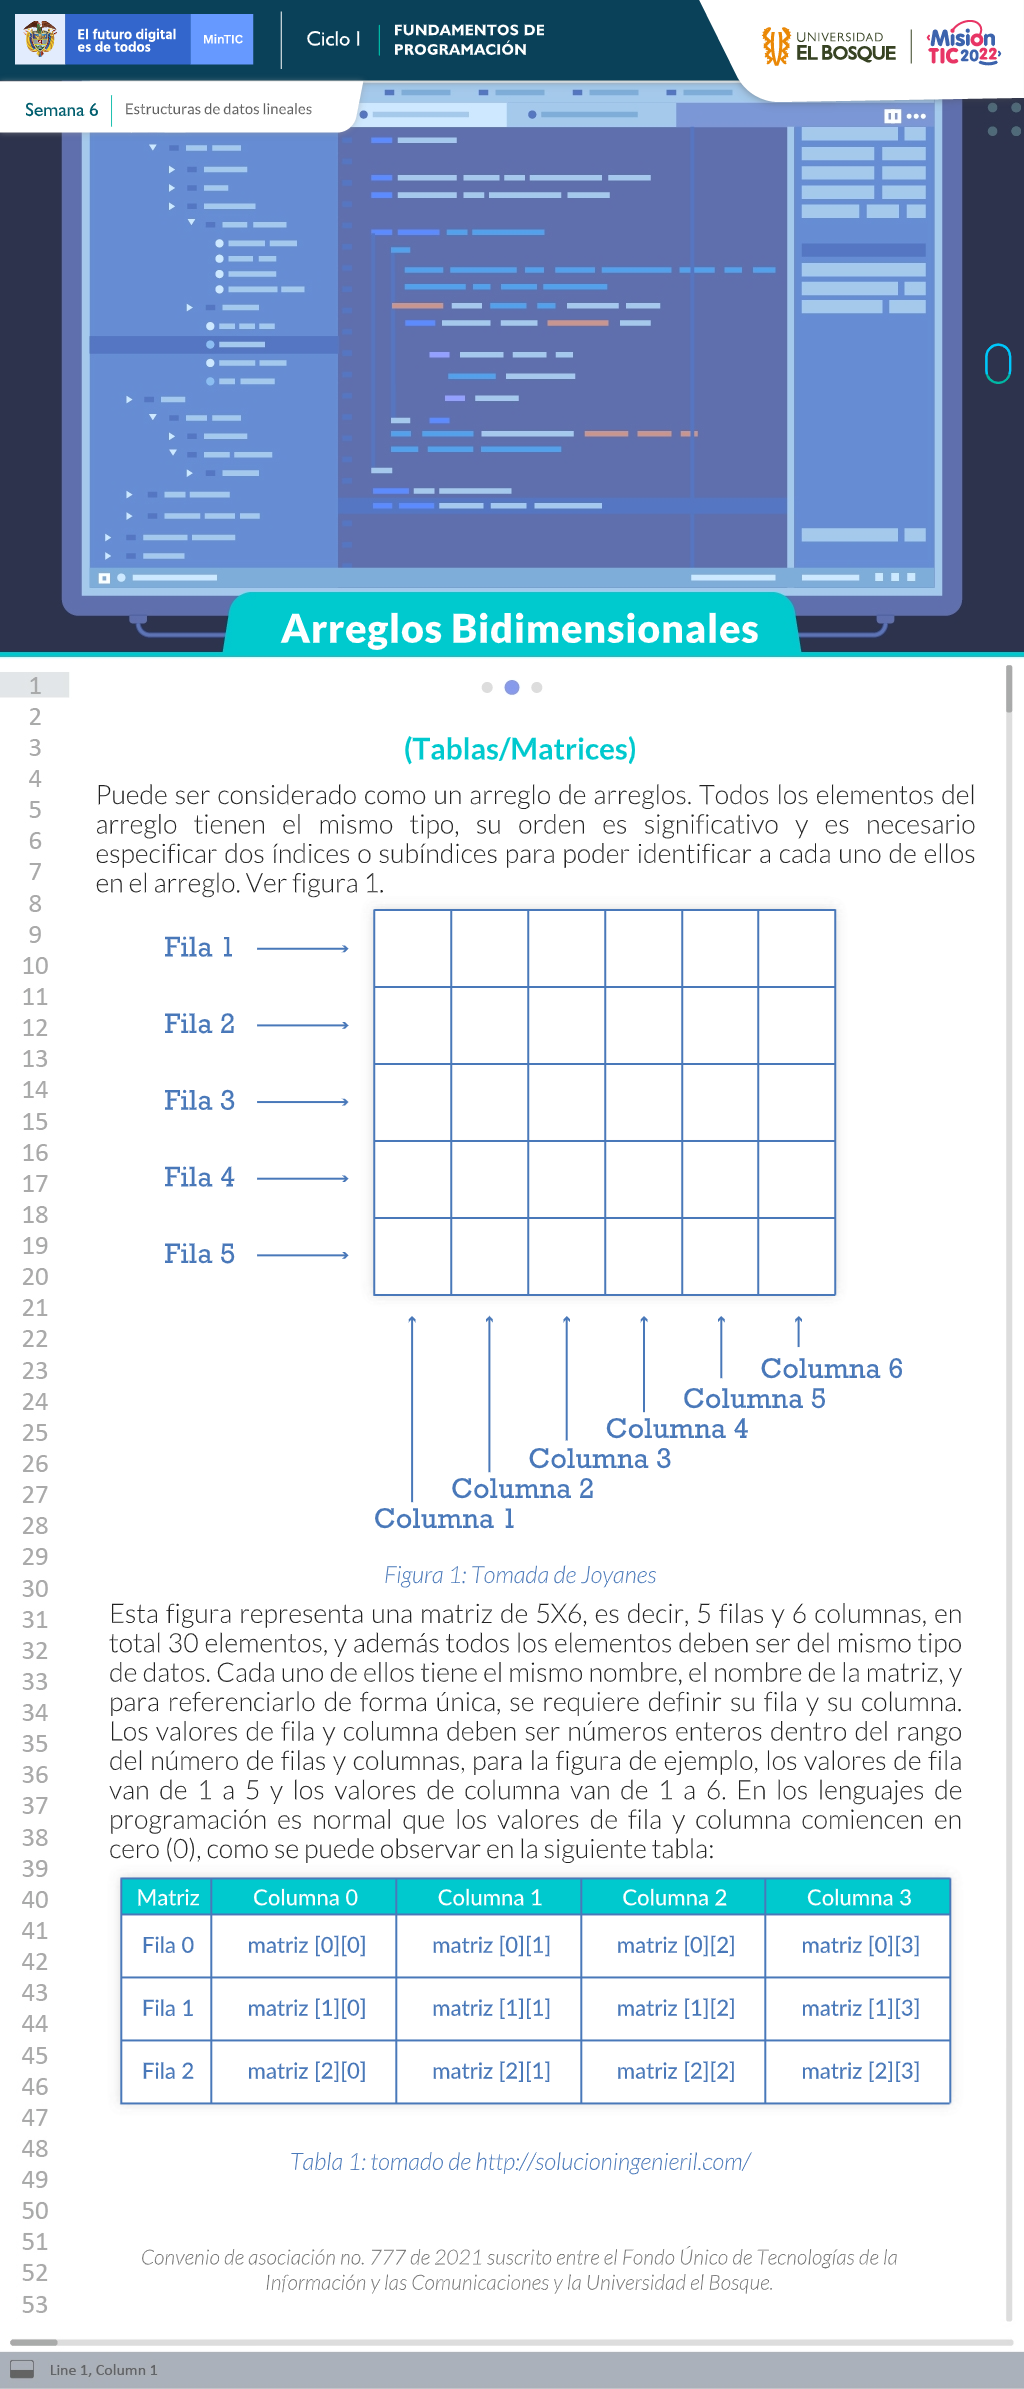 El futuro digital
es de todos
MinTIC
Ciclo I
FUNDAMENTOS DE
PROGRAMACIÓN
UNIVERSIDAD
EL BOSQUE
Misión
TIC2022
Semana 6
Estructuras de datos lineales
Arreglos Bidimensionales
(Tablas/Matrices)
Puede ser considerado como un arreglo de arreglos. Todos los elementos del
arreglo tienen el mismo tipo, su orden es significativo y es necesario
especificar dos índices o subíndices para poder identificar a cada uno de ellos
en el arreglo. Ver figura 1.
Fila 1
Fila 2
Fila 3
Fila 4
Fila 5
Columna 6
Columna 5
Columna 4
Columna 3
Columna 2
Columna 1
Figura 1: Tomada de Joyanes
Esta figura representa una matriz de 5X6, es decir, 5 filas y 6 columnas, en
total 30 elementos, y además todos los elementos deben ser del mismo tipo
de datos. Cada uno de ellos tiene el mismo nombre, el nombre de la matriz, y
para referenciarlo de forma única, se requiere definir su fila y su columna.
Los valores de fila y columna deben ser números enteros dentro del rango
del número de filas y columnas, para la figura de ejemplo, los valores de fila
van de 1 a 5 y los valores de columna van de 1 a 6. En los lenguajes de
programación es normal que los valores de fila y columna comiencen en
cero (0), como se puede observar en la siguiente tabla:
Matriz Columna 0 Columna 1 Columna 2 Columna 3
Fila 0 matriz [0][0] matriz [0][1] matriz [0][2] matriz [0][3]
Fila 1 matriz [1][0] matriz [1][1] matriz [1][2] matriz [1][3]
Fila 2 matriz [2][0] matriz [2][1] matriz [2][2] matriz [2][3]
Tabla 1: tomado de http://solucioningenieril.com/
Convenio de asociación no. 777 de 2021 suscrito entre el Fondo Único de Tecnologías de la
Información y las Comunicaciones y la Universidad el Bosque.
1
2
3
4
5
6
7
8
9
10
11
12
13
14
15
16
17
18
19
20
21
22
23
24
25
26
27
28
29
30
31
32
33
34
35
36
37
38
39
40
41
42
43
44
45
46
47
48
49
50
51
52
53
Line 1, Column 1